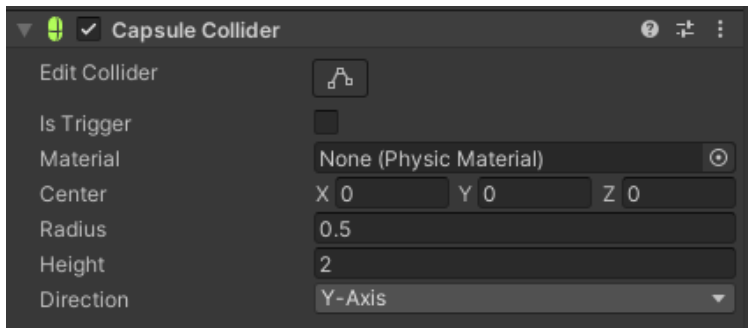 Capsule Collider
Edit Collider
Is Trigger
Material None (Physic Material)
Center X 0 Y 0 Z 0
Radius 0.5
Height 2
Direction Y-Axis